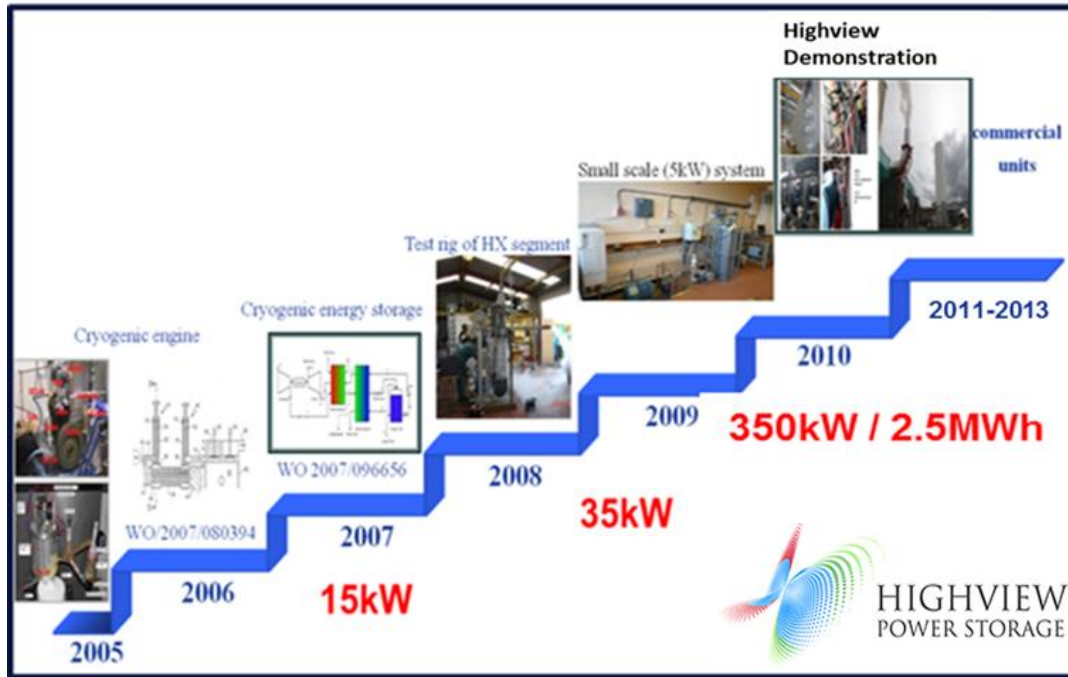 Highview
Demonstration
commercial
units
Small scale (5kW) system
Test rig of HX segment
Cryogenic energy storage
Cryogenic engine
WO 2007/096656
WO/2007/080394
2011-2013
2010
2009
2008
2007
2006
2005
350kW / 2.5MWh
35kW
15kW
HIGHVIEW
POWER STORAGE